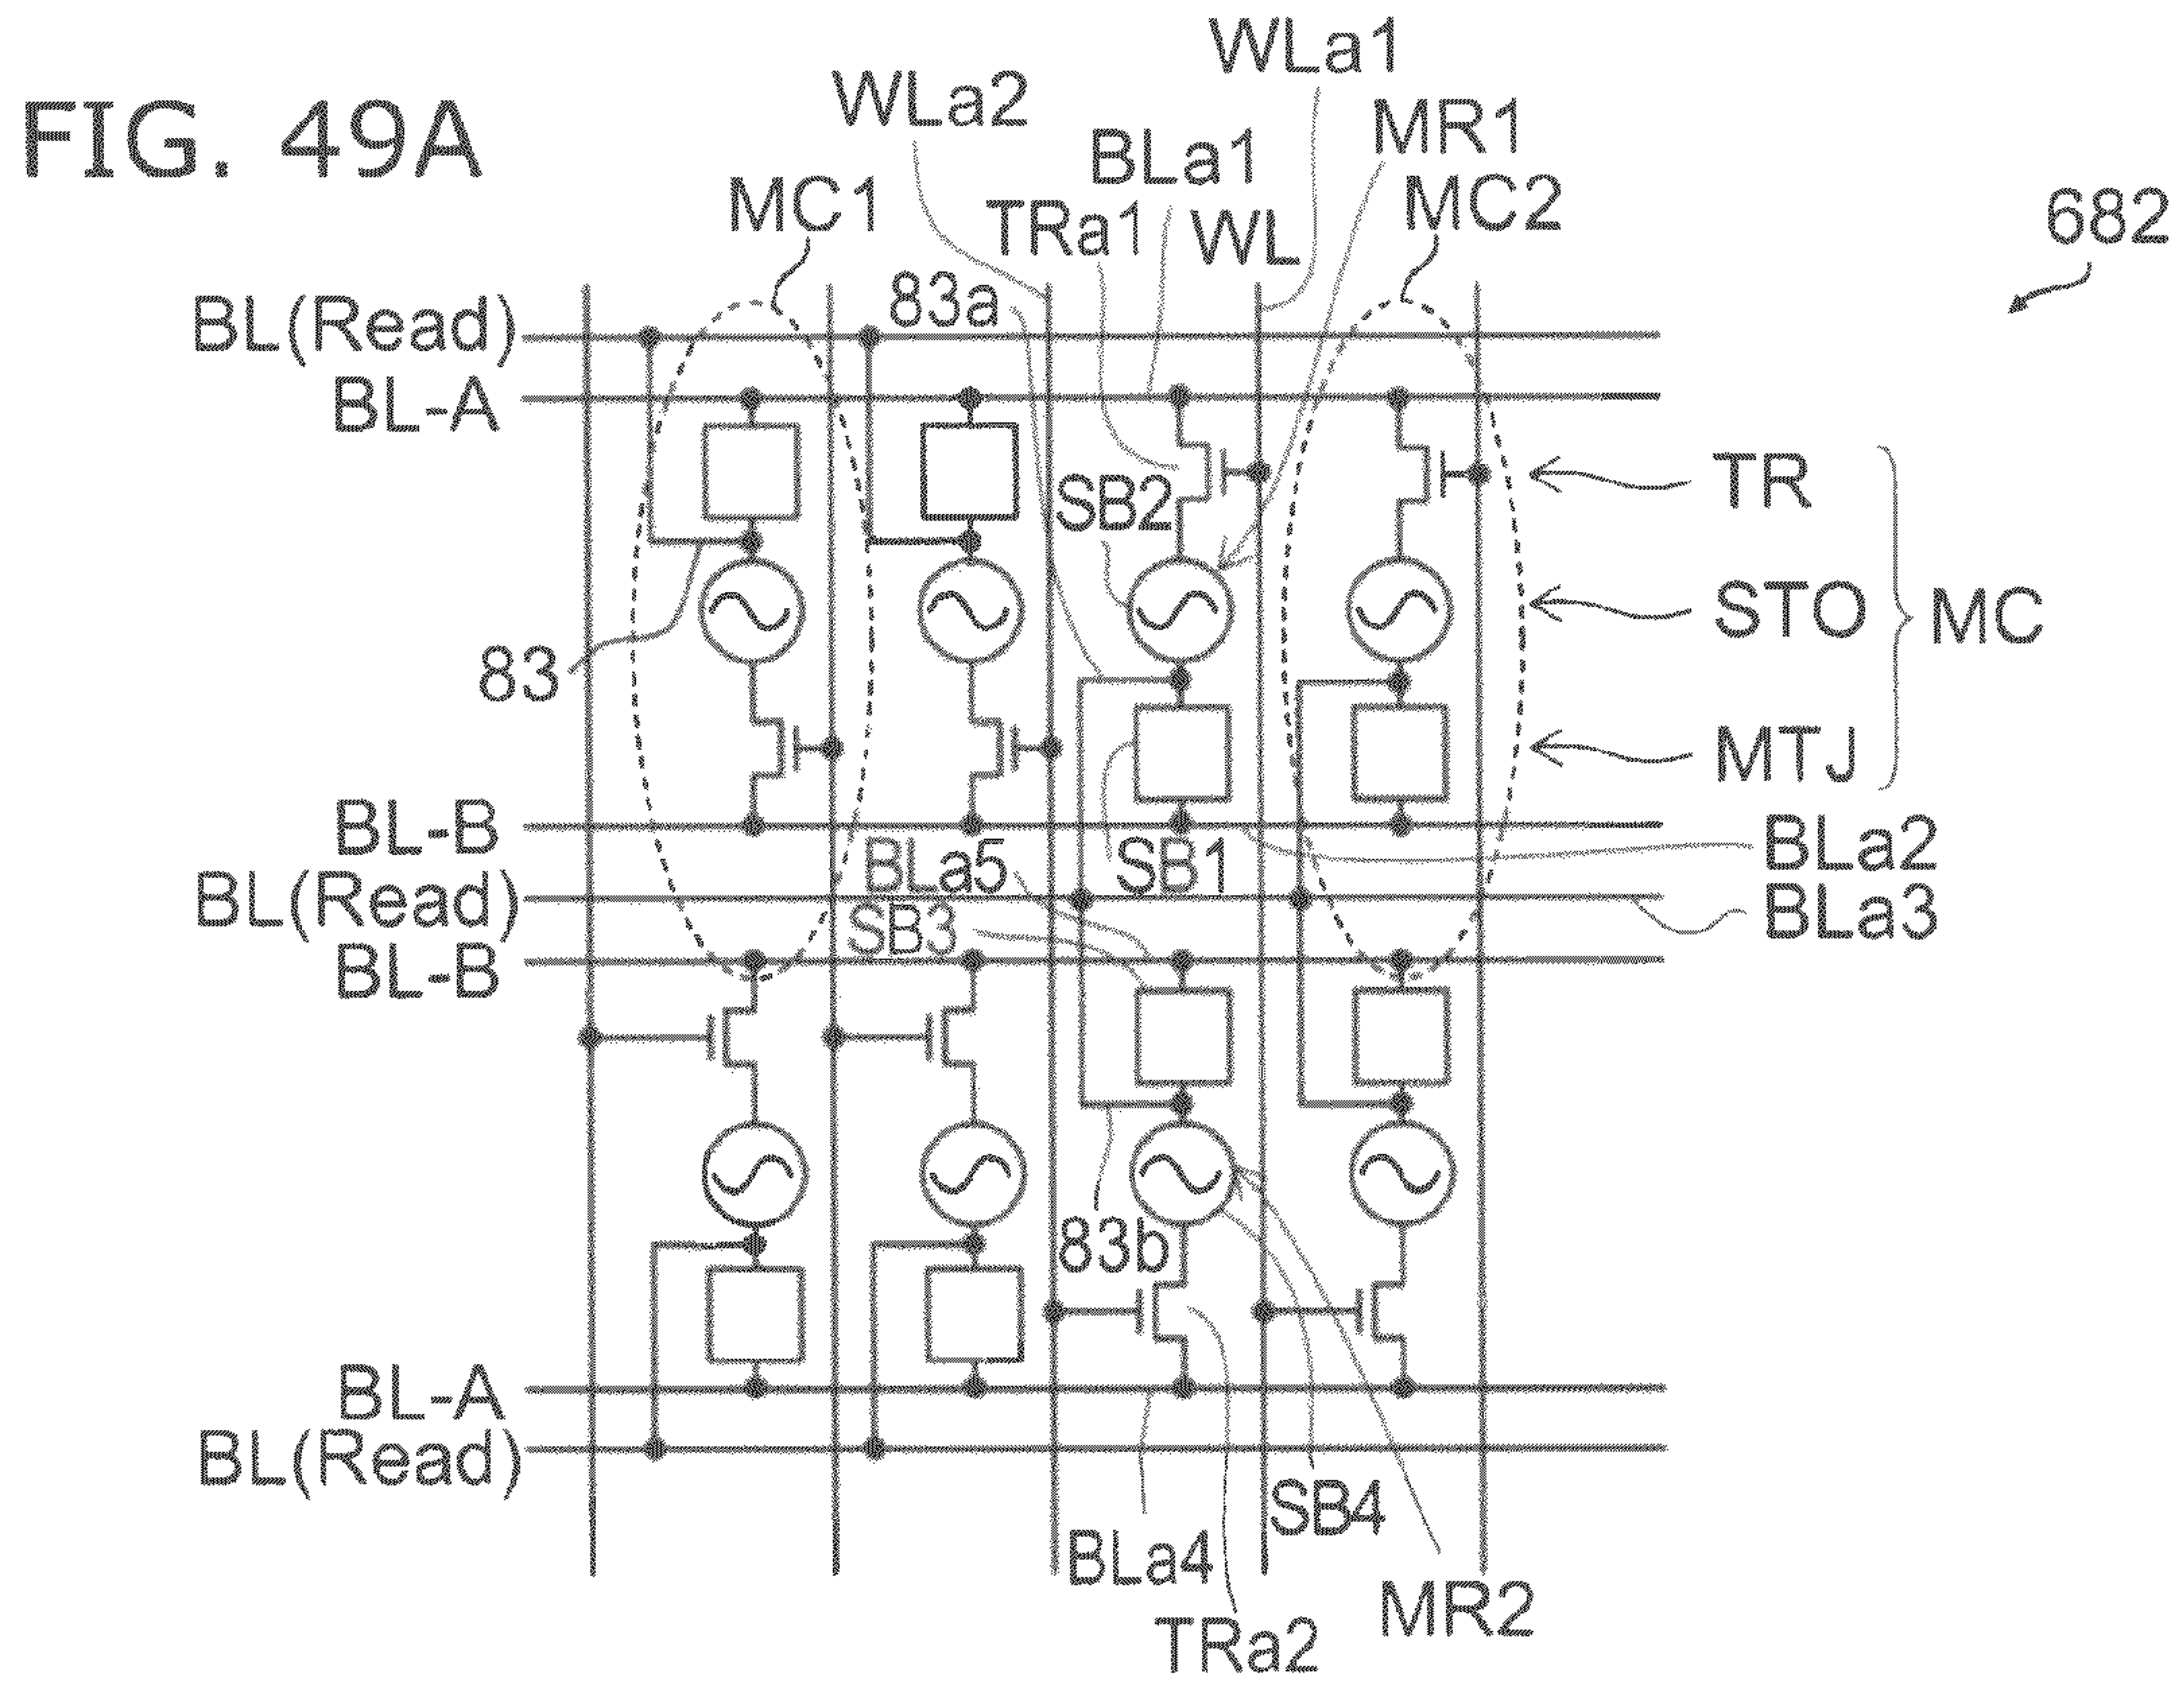 FIG. 49A
WLa1
WLa2
MR1
BLa1
MC1
MC2
TRa1
WL
682
83a
BL(Read)
BL-A
TR
SB2
STO
MC
83
MTJ
BL-B
BLa2
BLa5
SB1
BL(Read)
BLa3
SB3
BL-B
83b
BL-A
BL(Read)
SB4
BLa4
MR2
TRa2